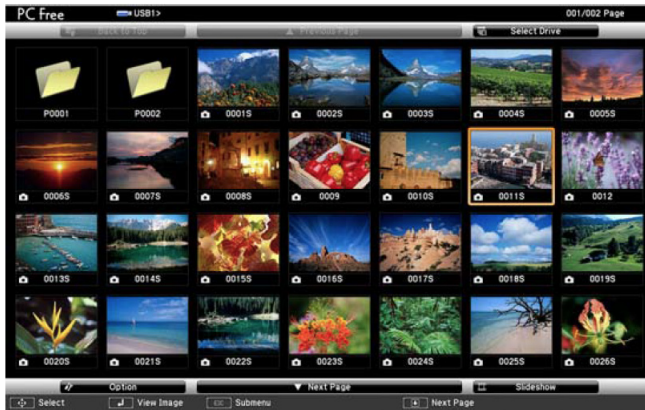 PC Free USB1> 001/002 Page
Back to Top ▲ Previous Page Select Drive
P0001 P0002 0001S 0002S 0003S 0004S 0005S
0006S 0007S 0008S 0009 0010S 0011S 0012
0013S 0014S 0015S 0016S 0017S 0018S 0019S
0020S 0021S 0022S 0023S 0024S 0025S 0026S
Option ▼ Next Page Slideshow
Select View Image ESC Submenu Next Page